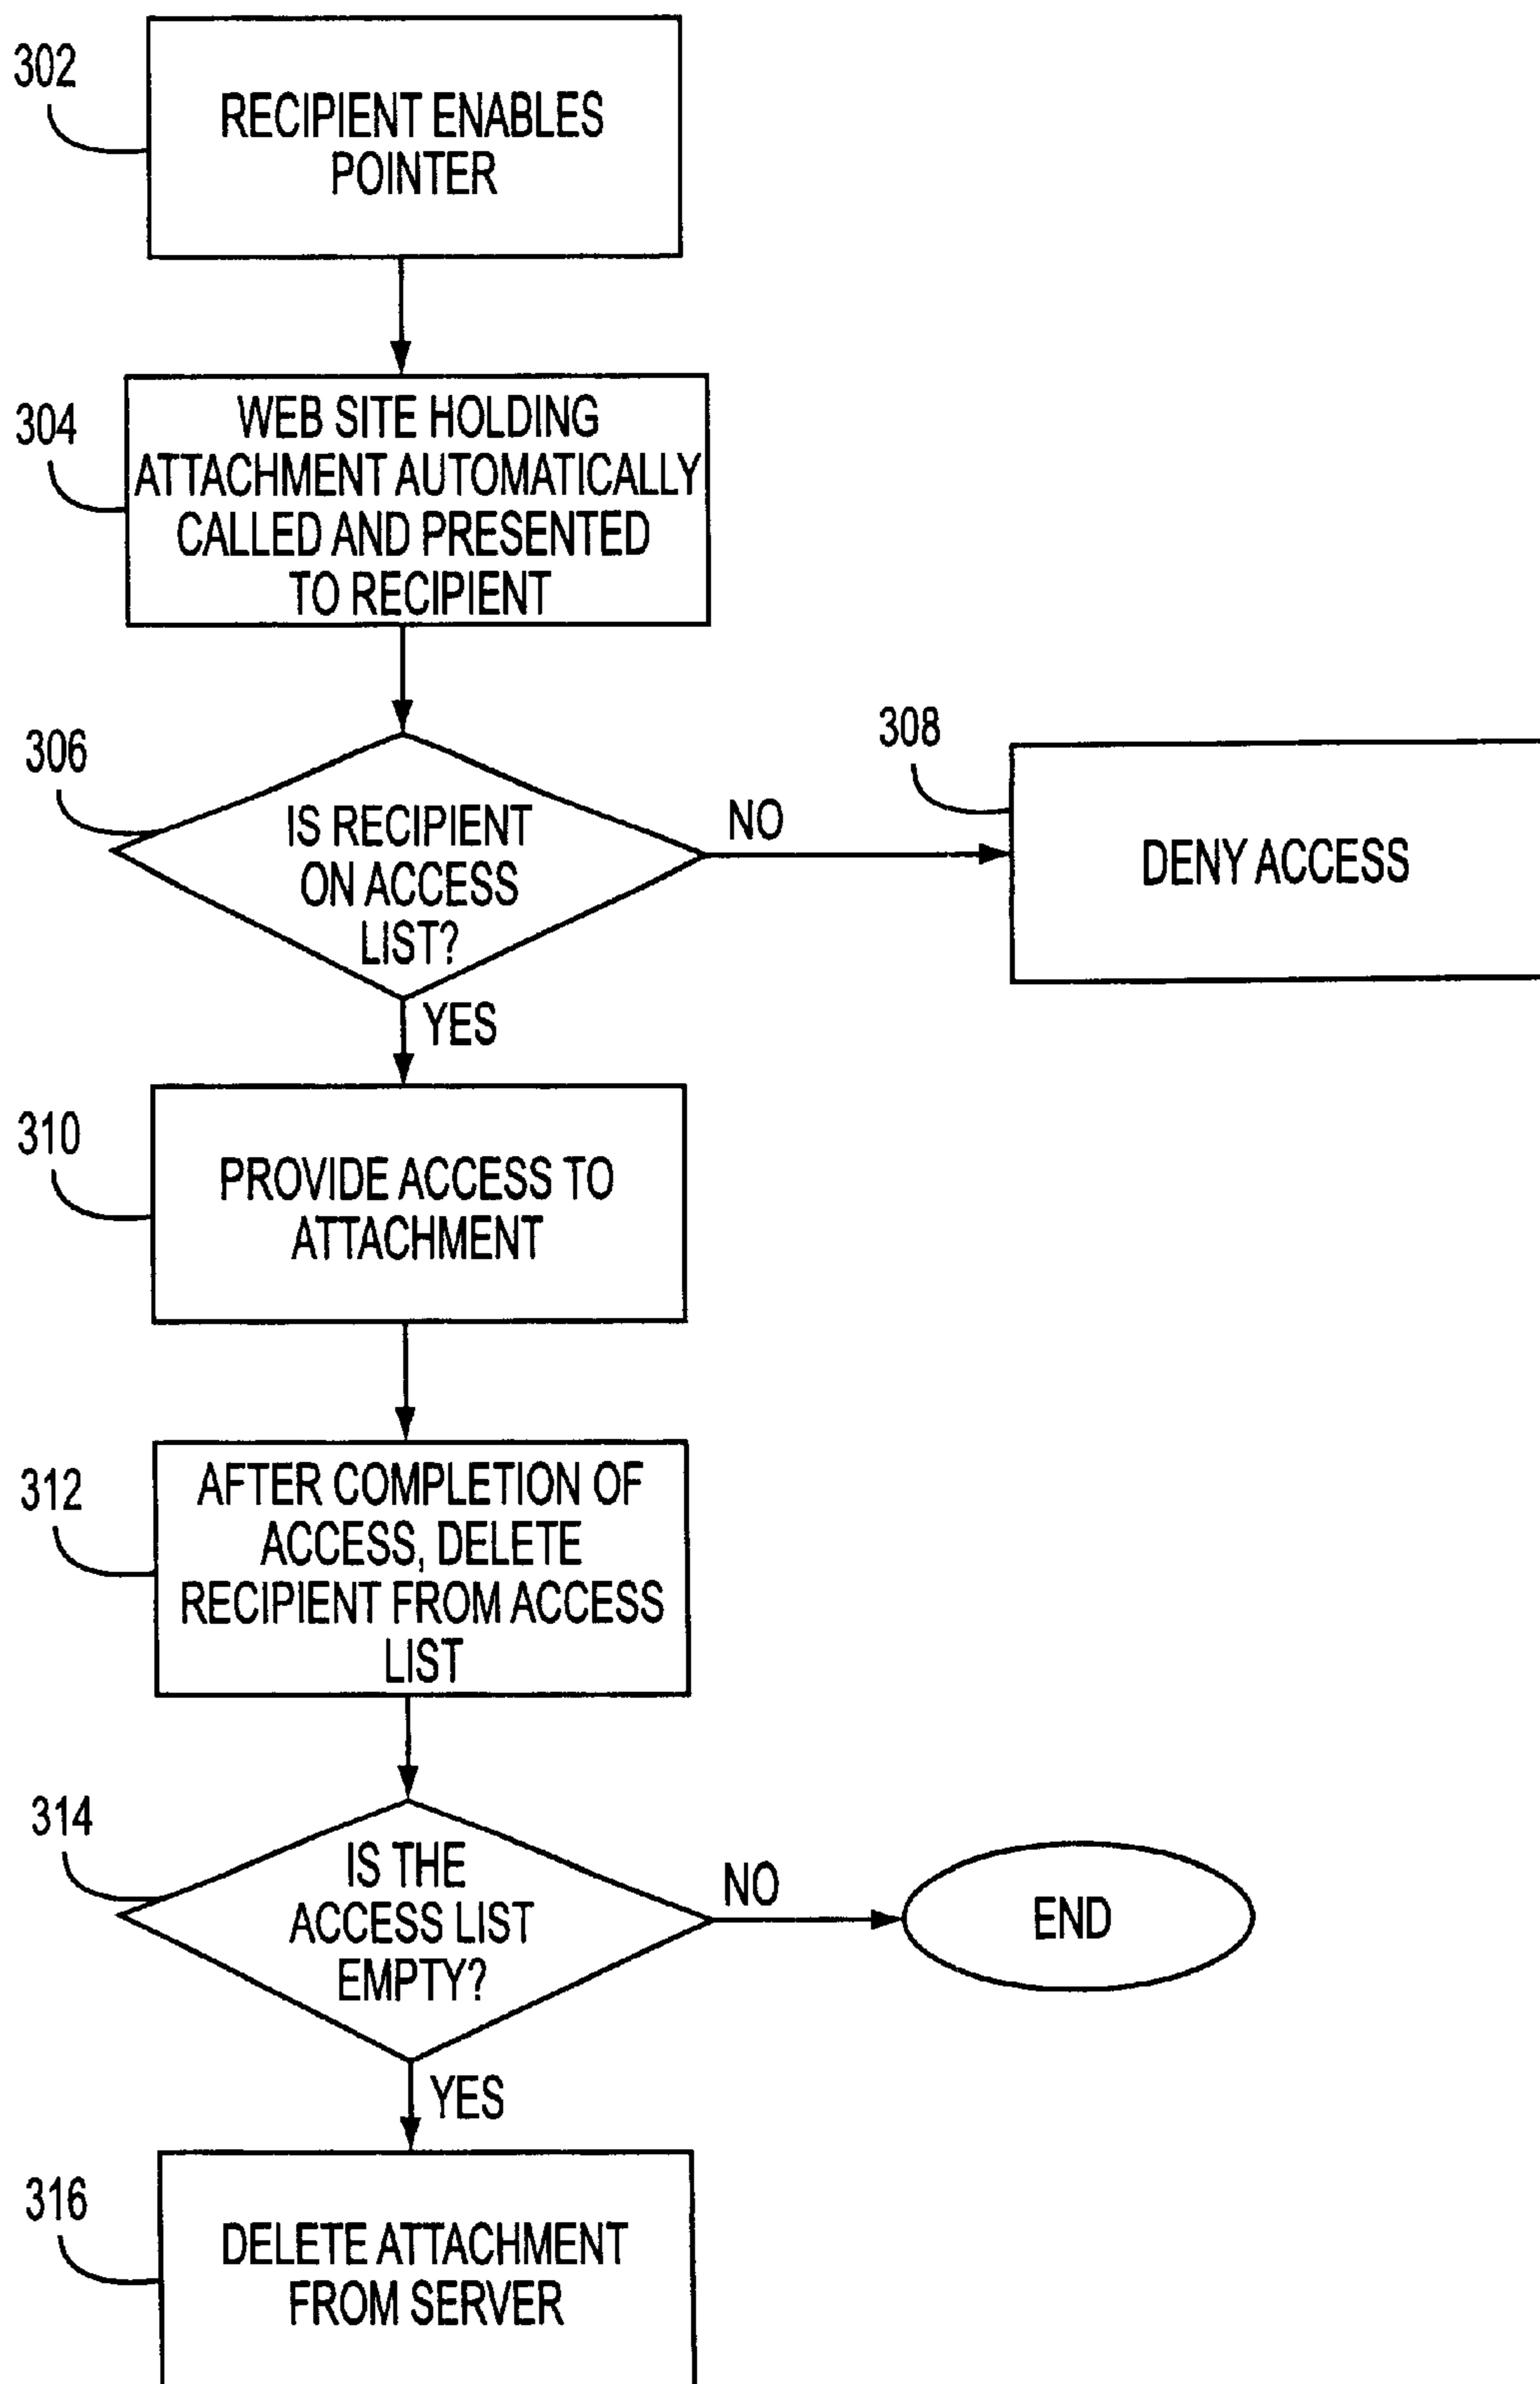 302
RECIPIENT ENABLES
POINTER
304
WEB SITE HOLDING
ATTACHMENT AUTOMATICALLY
CALLED AND PRESENTED
TO RECIPIENT
306
IS RECIPIENT
ON ACCESS
LIST?
NO
308
DENY ACCESS
YES
310
PROVIDE ACCESS TO
ATTACHMENT
312
AFTER COMPLETION OF
ACCESS, DELETE
RECIPIENT FROM ACCESS
LIST
314
IS THE
ACCESS LIST
EMPTY?
NO
END
YES
316
DELETE ATTACHMENT
FROM SERVER